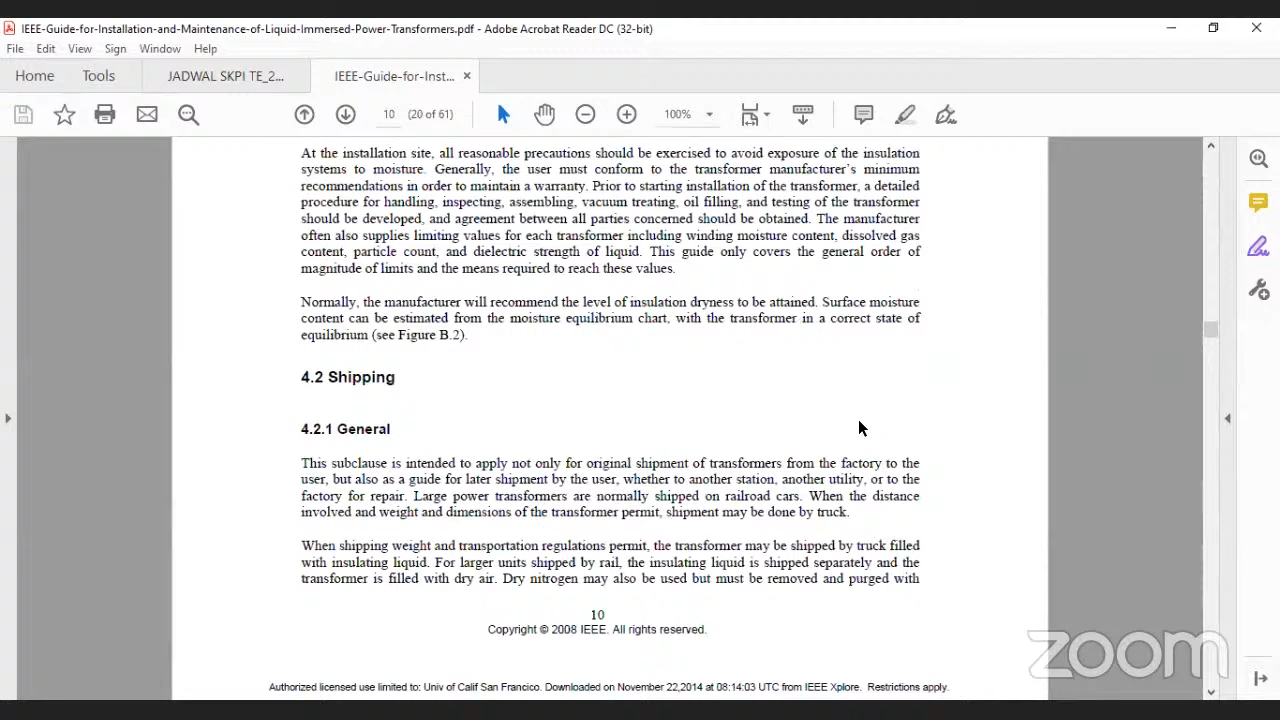 IEEE-Guide-for-Installation-and-Maintenance-of-Liquid-Immersed-Power-Transformers.pdf - Adobe Acrobat Reader DC (32-bit)
File Edit View Sign Window Help
Home Tools JADWAL SKPI TE_2... IEEE-Guide-for-Inst... ×
10 (20 of 61) 100%
At the installation site, all reasonable precautions should be exercised to avoid exposure of the insulation
systems to moisture. Generally, the user must conform to the transformer manufacturer's minimum
recommendations in order to maintain a warranty. Prior to starting installation of the transformer, a detailed
procedure for handling, inspecting, assembling, vacuum treating, oil filling, and testing of the transformer
should be developed, and agreement between all parties concerned should be obtained. The manufacturer
often also supplies limiting values for each transformer including winding moisture content, dissolved gas
content, particle count, and dielectric strength of liquid. This guide only covers the general order of
magnitude of limits and the means required to reach these values.
Normally, the manufacturer will recommend the level of insulation dryness to be attained. Surface moisture
content can be estimated from the moisture equilibrium chart, with the transformer in a correct state of
equilibrium (see Figure B.2).
4.2 Shipping
4.2.1 General
This subclause is intended to apply not only for original shipment of transformers from the factory to the
user, but also as a guide for later shipment by the user, whether to another station, another utility, or to the
factory for repair. Large power transformers are normally shipped on railroad cars. When the distance
involved and weight and dimensions of the transformer permit, shipment may be done by truck.
When shipping weight and transportation regulations permit, the transformer may be shipped by truck filled
with insulating liquid. For larger units shipped by rail, the insulating liquid is shipped separately and the
transformer is filled with dry air. Dry nitrogen may also be used but must be removed and purged with
10
Copyright © 2008 IEEE. All rights reserved.
zoom
Authorized licensed use limited to: Univ of Calif San Francico. Downloaded on November 22,2014 at 08:14:03 UTC from IEEE Xplore. Restrictions apply.